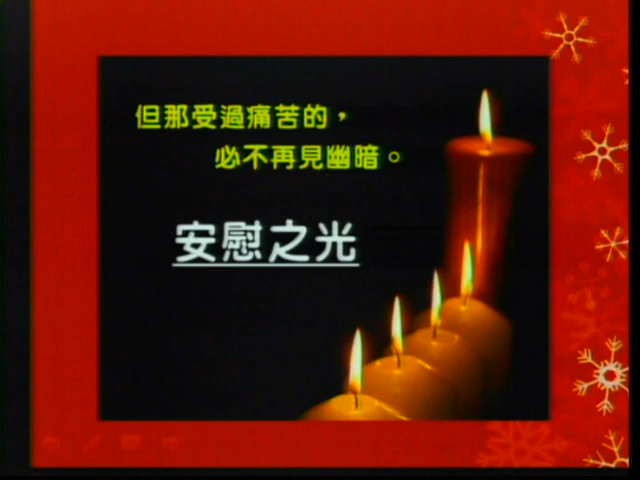 但那受過痛苦的，
必不再見幽暗。
安慰之光